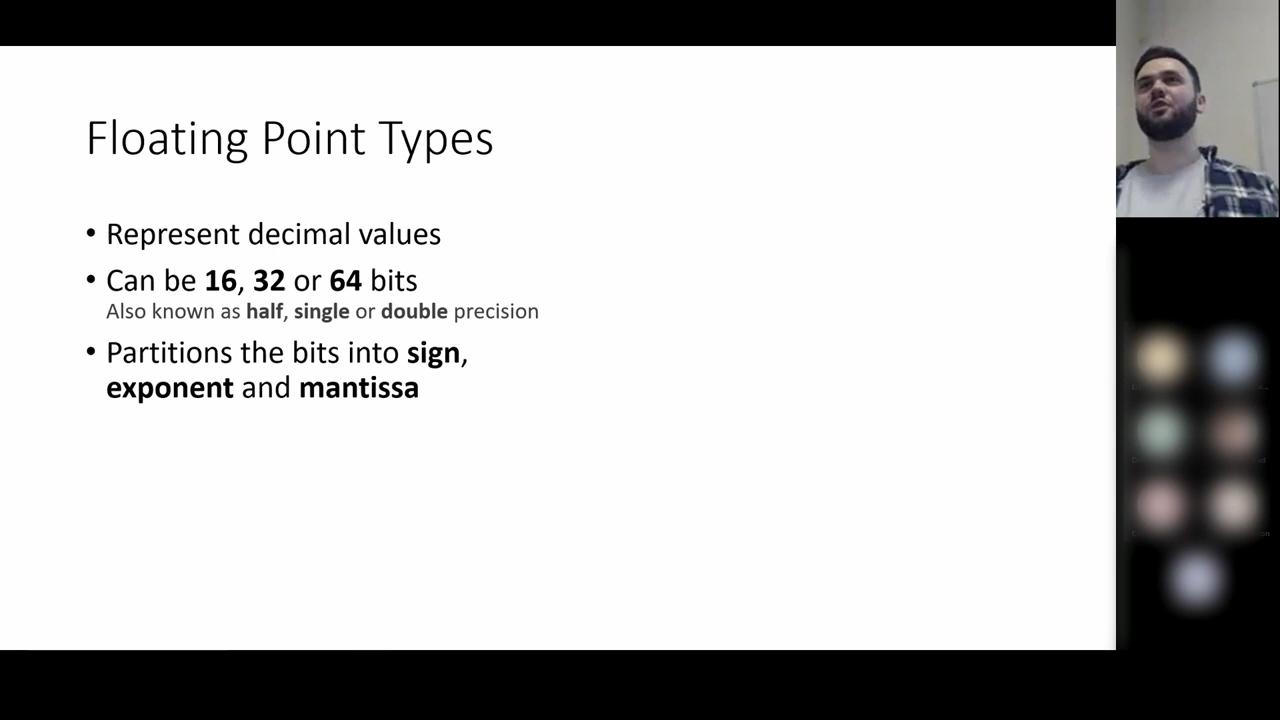 Floating Point Types
• Represent decimal values
• Can be 16, 32 or 64 bits
Also known as half, single or double precision
• Partitions the bits into sign,
exponent and mantissa